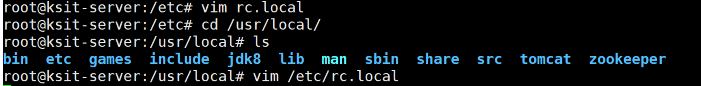 root@ksit-server:/etc# vim rc.local
root@ksit-server:/etc# cd /usr/local/
root@ksit-server:/usr/local# ls
bin etc games include jdk8 lib man sbin share src tomcat zookeeper
root@ksit-server:/usr/local# vim /etc/rc.local